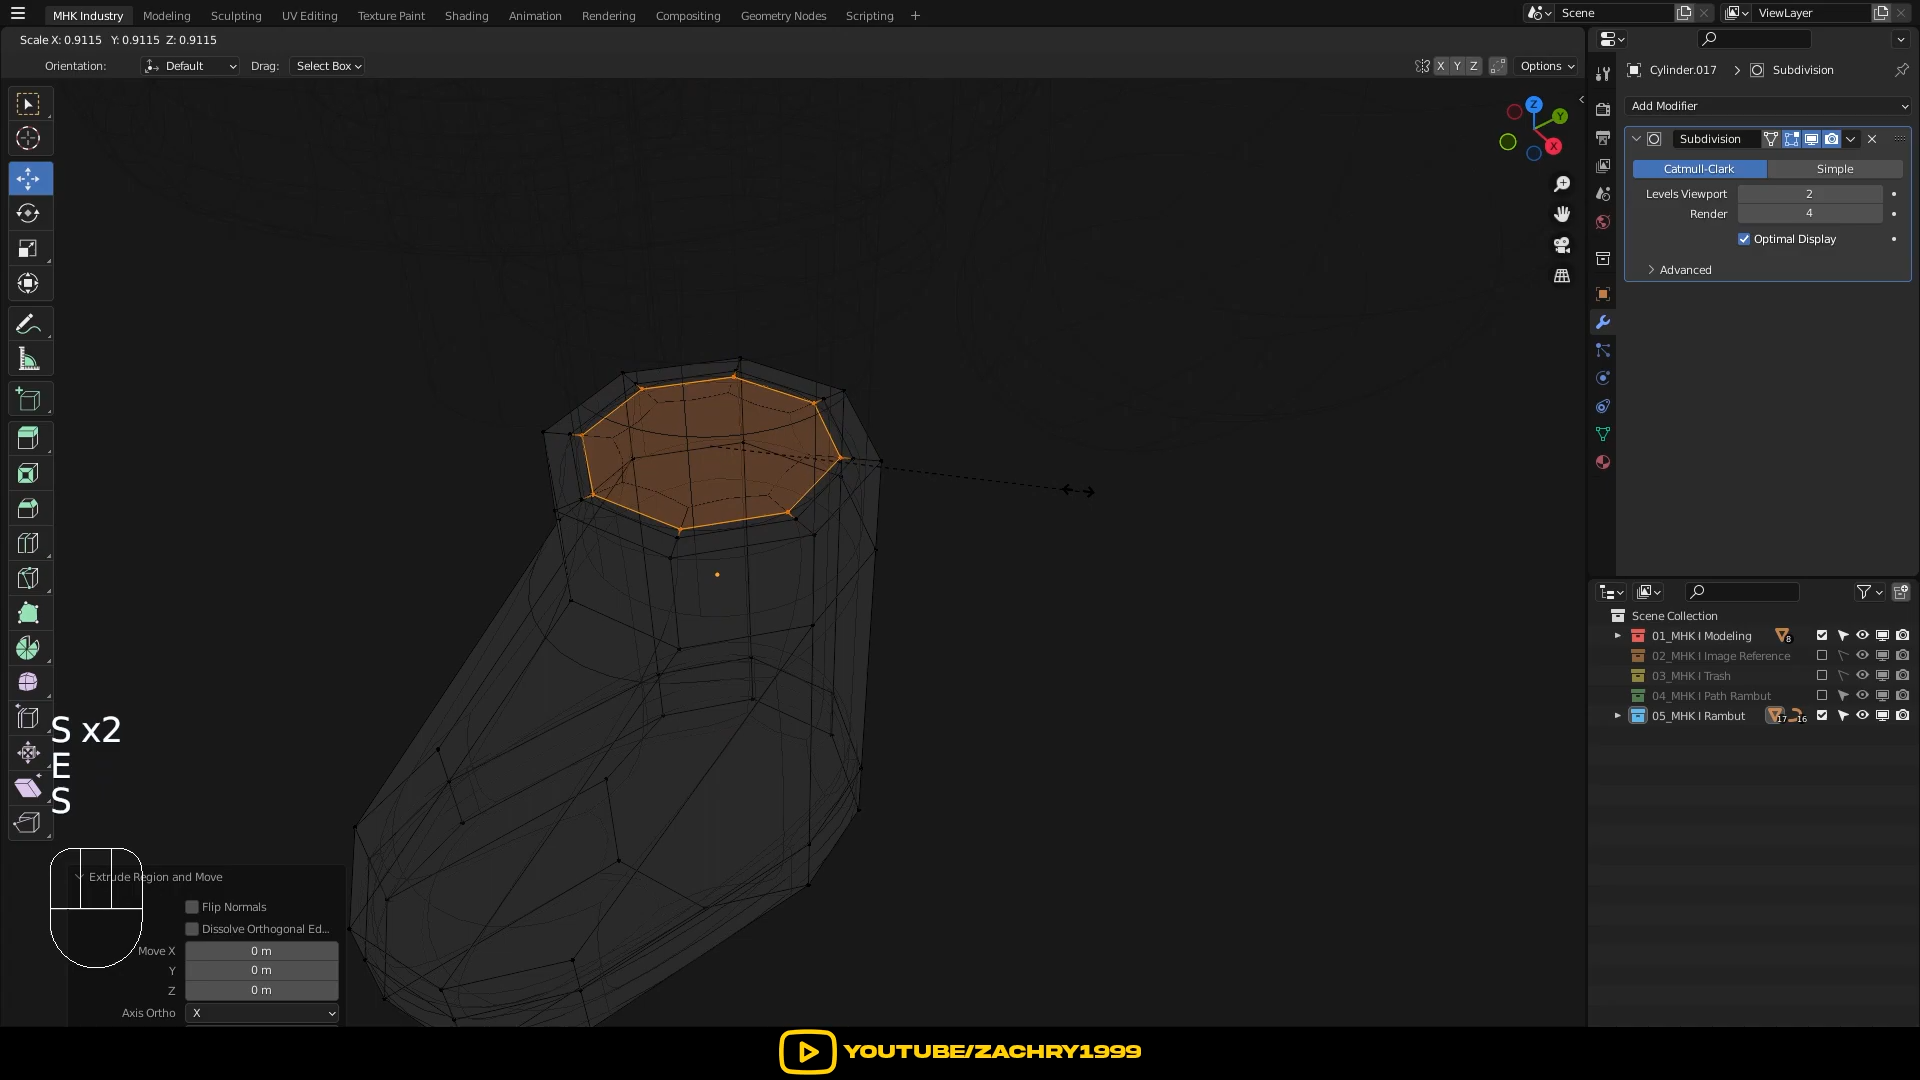 MHK Industry Modeling Sculpting UV Editing Texture Paint Shading Animation Rendering Compositing Geometry Nodes Scripting + Scene ViewLayer
Scale X: 0.9115 Y: 0.9115 Z: 0.9115
Orientation: Default Drag: Select Box X Y Z Options
Cylinder.017 > Subdivision
Add Modifier
Subdivision
Catmull-Clark Simple
Levels Viewport 2
Render 4
Optimal Display
Advanced
Z
Y
X
Scene Collection
01_MHK I Modeling 8
02_MHK I Image Reference
03_MHK I Trash
04_MHK I Path Rambut
05_MHK I Rambut 17 16
S x2
E
S
Extrude Region and Move
Flip Normals
Dissolve Orthogonal Ed...
Move X 0 m
Y 0 m
Z 0 m
Axis Ortho X
YOUTUBE/ZACHRY1999